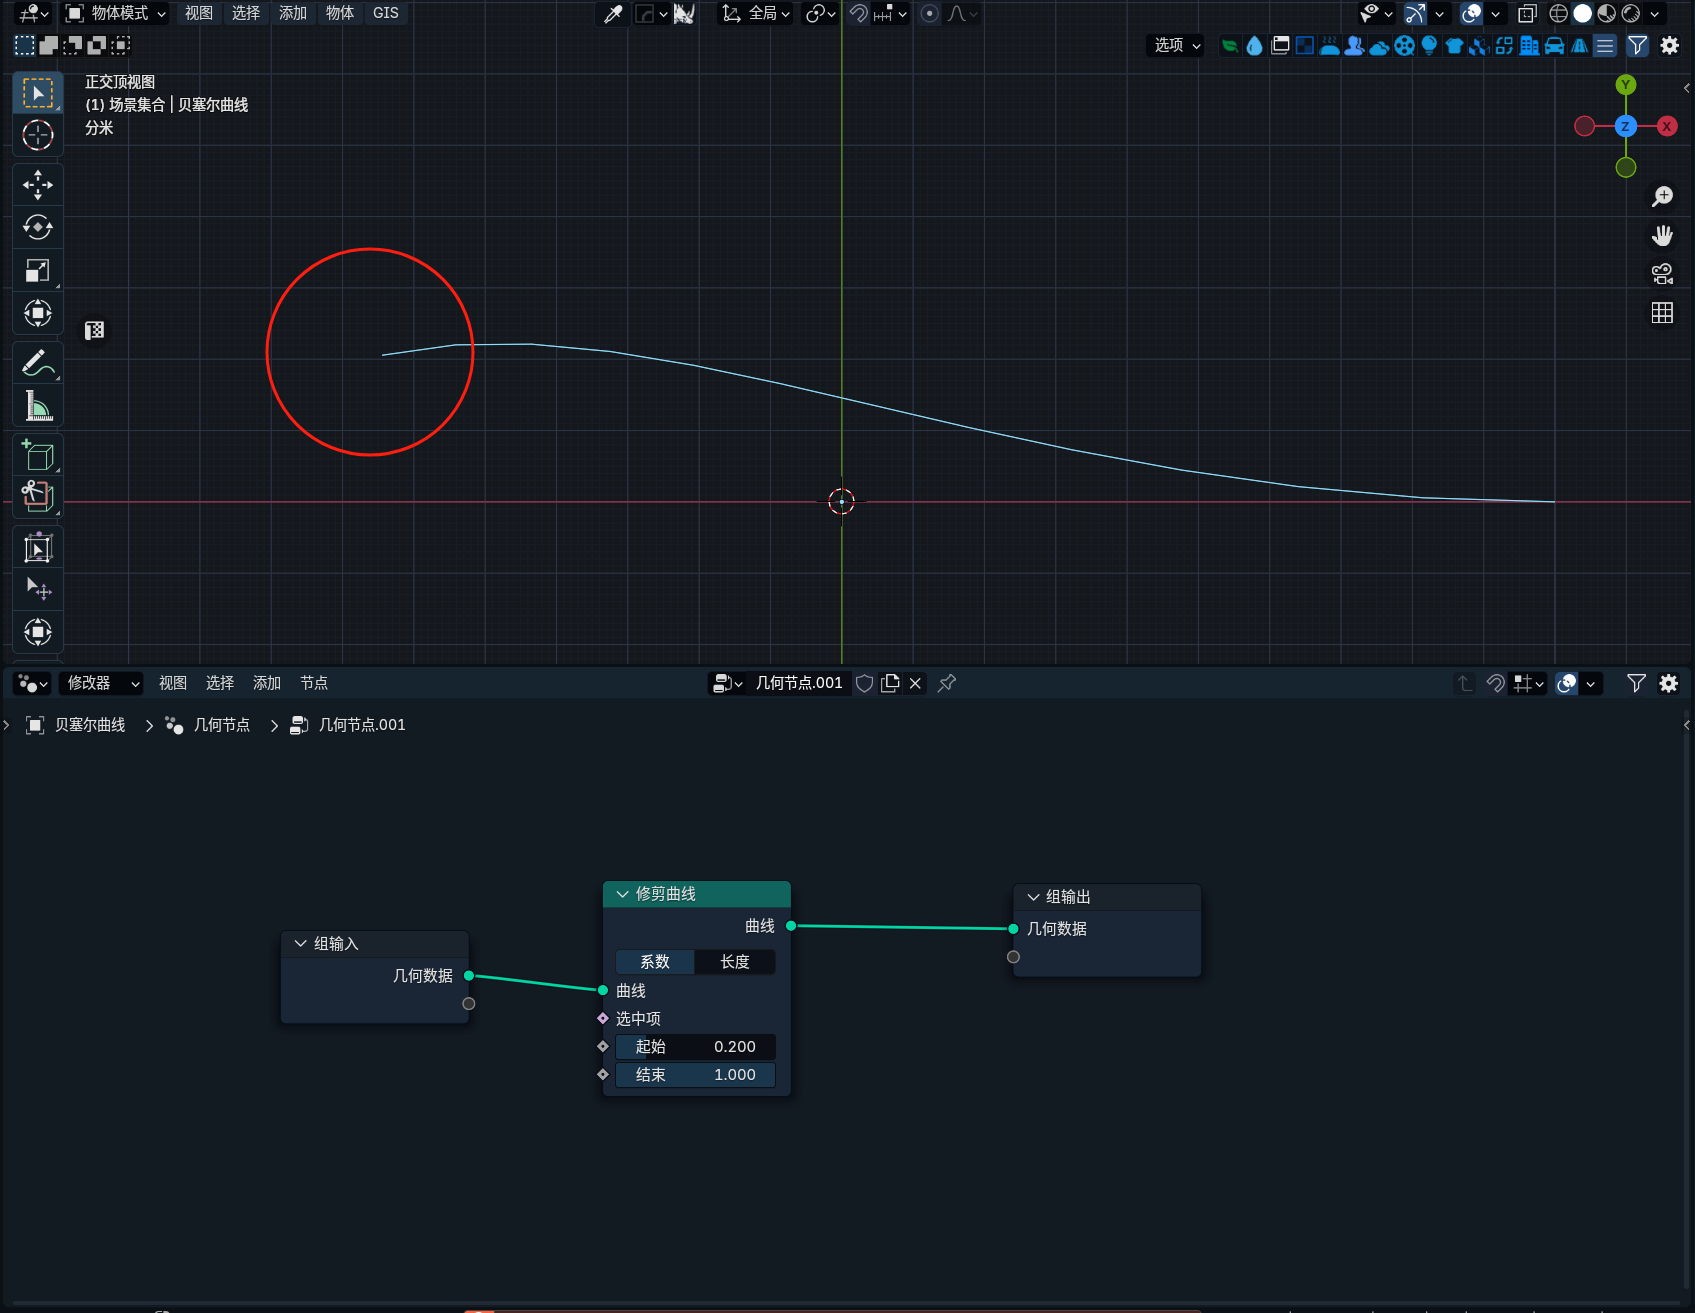 物体模式 视图 选择 添加 物体 GIS 全局
选项
正交顶视图
(1) 场景集合 | 贝塞尔曲线
分米
Y
Z
X
修改器 视图 选择 添加 节点 几何节点.001
贝塞尔曲线 几何节点 几何节点.001
修剪曲线
曲线
系数 长度
曲线
选中项
起始 0.200
结束 1.000
组输入
几何数据
组输出
几何数据